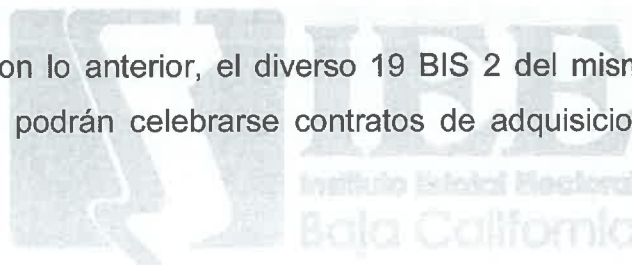 on lo anterior, el diverso 19 BIS 2 del misr
podrán celebrarse contratos de adquisicio
IEE
Instituto Estatal Electoral
Baja California